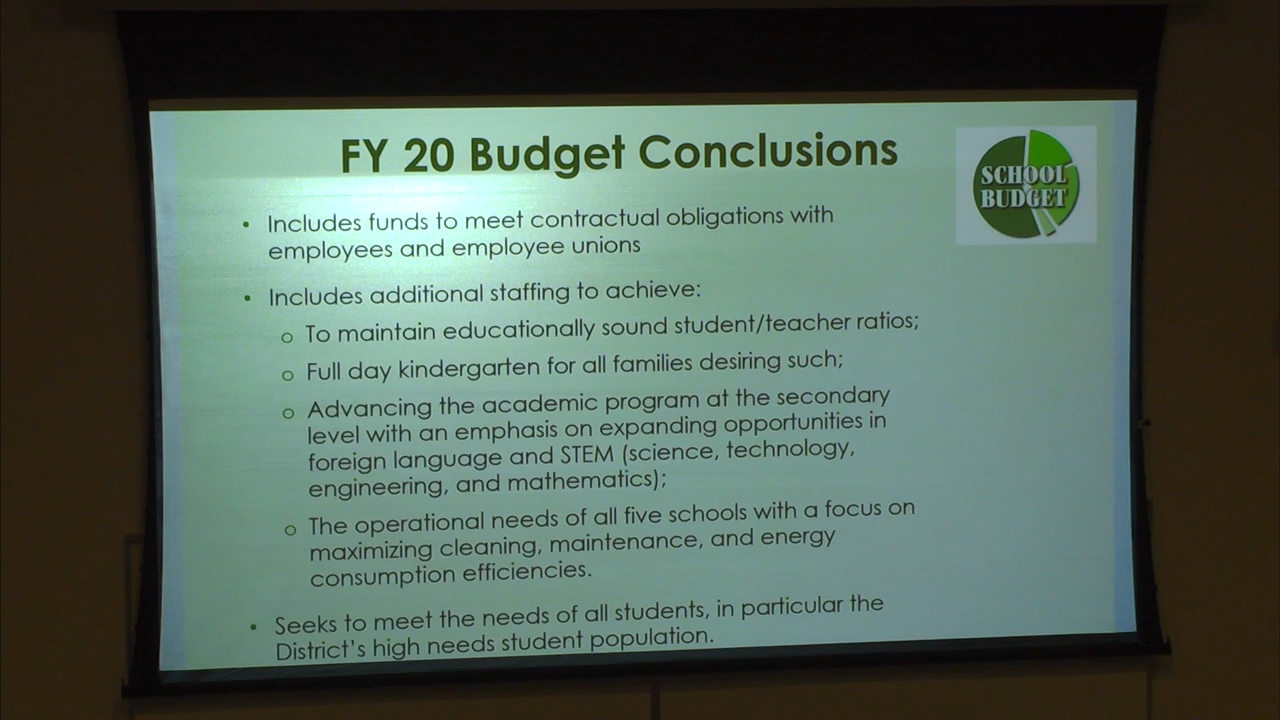 FY 20 Budget Conclusions
SCHOOL
BUDGET
• Includes funds to meet contractual obligations with
employees and employee unions
• Includes additional staffing to achieve:
o To maintain educationally sound student/teacher ratios;
o Full day kindergarten for all families desiring such;
o Advancing the academic program at the secondary
level with an emphasis on expanding opportunities in
foreign language and STEM (science, technology,
engineering, and mathematics);
o The operational needs of all five schools with a focus on
maximizing cleaning, maintenance, and energy
consumption efficiencies.
• Seeks to meet the needs of all students, in particular the
District's high needs student population.